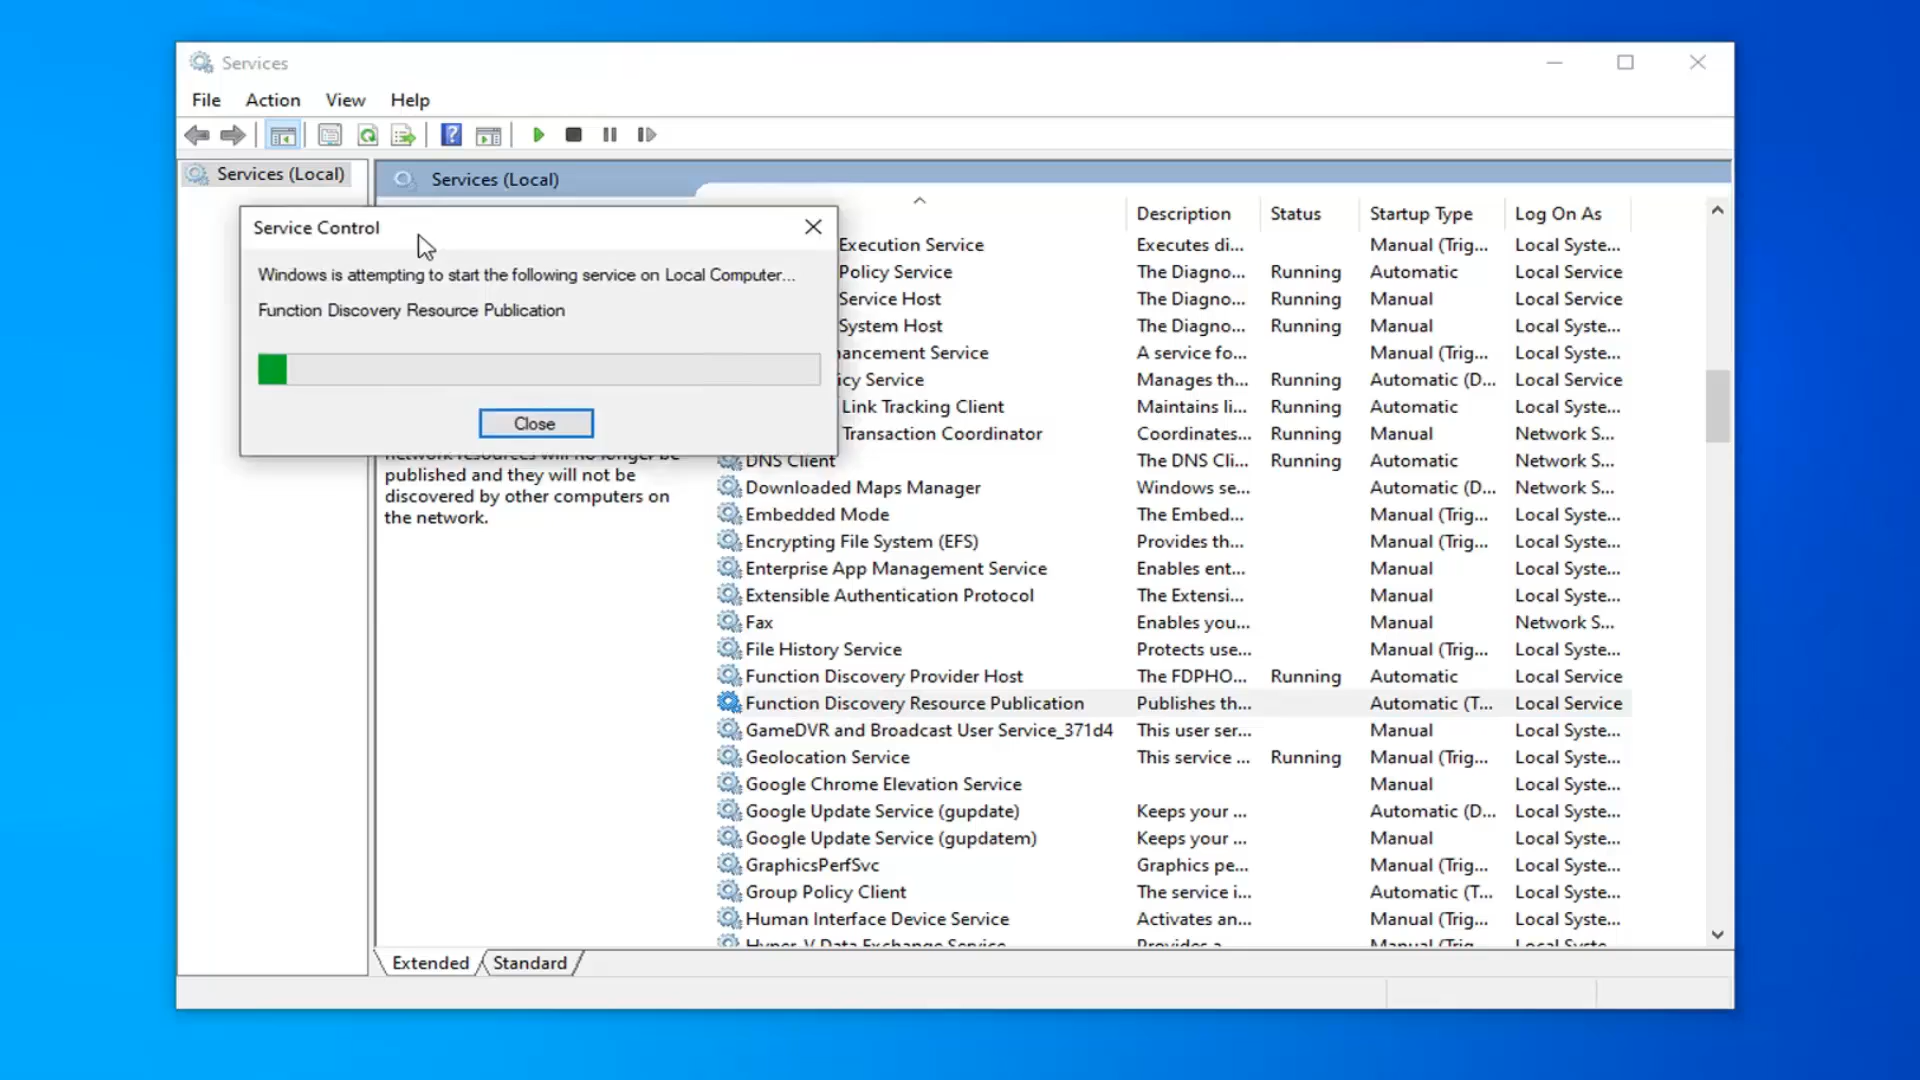 Services
File Action View Help
Services (Local)
Services (Local)
Service Control
Windows is attempting to start the following service on Local Computer...
Function Discovery Resource Publication
Close
published and they will not be
discovered by other computers on
the network.
Description Status Startup Type Log On As
Execution Service Executes di... Manual (Trig... Local Syste...
Policy Service The Diagno... Running Automatic Local Service
Service Host The Diagno... Running Manual Local Service
System Host The Diagno... Running Manual Local Syste...
hancement Service A service fo... Manual (Trig... Local Syste...
icy Service Manages th... Running Automatic (D... Local Service
Link Tracking Client Maintains li... Running Automatic Local Syste...
Transaction Coordinator Coordinates... Running Manual Network S...
DNS Client The DNS Cli... Running Automatic Network S...
Downloaded Maps Manager Windows se... Automatic (D... Network S...
Embedded Mode The Embed... Manual (Trig... Local Syste...
Encrypting File System (EFS) Provides th... Manual (Trig... Local Syste...
Enterprise App Management Service Enables ent... Manual Local Syste...
Extensible Authentication Protocol The Extensi... Manual Local Syste...
Fax Enables you... Manual Network S...
File History Service Protects use... Manual (Trig... Local Syste...
Function Discovery Provider Host The FDPHO... Running Automatic Local Service
Function Discovery Resource Publication Publishes th... Automatic (T... Local Service
GameDVR and Broadcast User Service_371d4 This user ser... Manual Local Syste...
Geolocation Service This service ... Running Manual (Trig... Local Syste...
Google Chrome Elevation Service Manual Local Syste...
Google Update Service (gupdate) Keeps your ... Automatic (D... Local Syste...
Google Update Service (gupdatem) Keeps your ... Manual Local Syste...
GraphicsPerfSvc Graphics pe... Manual (Trig... Local Syste...
Group Policy Client The service i... Automatic (T... Local Syste...
Human Interface Device Service Activates an... Manual (Trig... Local Syste...
Hyper-V Data Exchange Service Provides a Manual (Trig... Local Syste...
Extended Standard